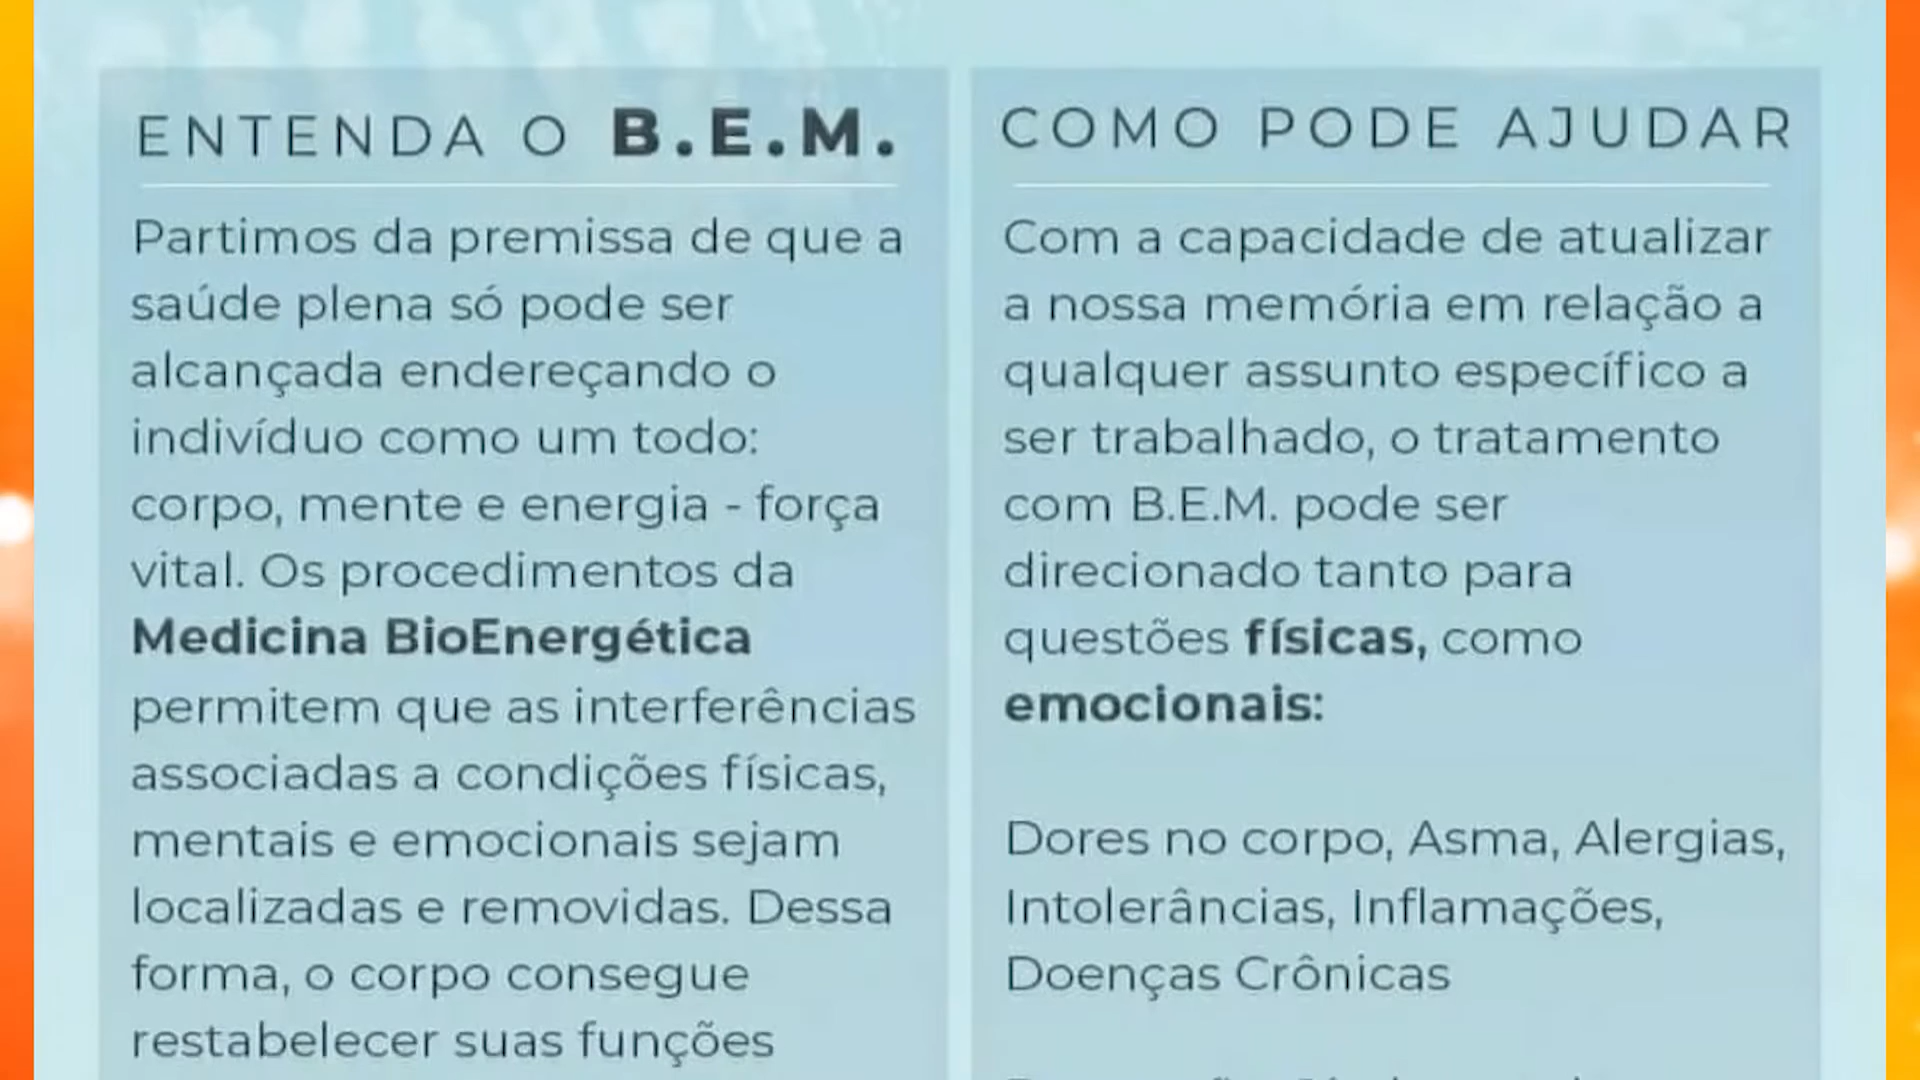 ENTENDA O B.E.M.
Partimos da premissa de que a
saúde plena só pode ser
alcançada endereçando o
indivíduo como um todo:
corpo, mente e energia - força
vital. Os procedimentos da
Medicina BioEnergética
permitem que as interferências
associadas a condições físicas,
mentais e emocionais sejam
localizadas e removidas. Dessa
forma, o corpo consegue
restabelecer suas funções
COMO PODE AJUDAR
Com a capacidade de atualizar
a nossa memória em relação a
qualquer assunto específico a
ser trabalhado, o tratamento
com B.E.M. pode ser
direcionado tanto para
questões físicas, como
emocionais:
Dores no corpo, Asma, Alergias,
Intolerâncias, Inflamações,
Doenças Crônicas